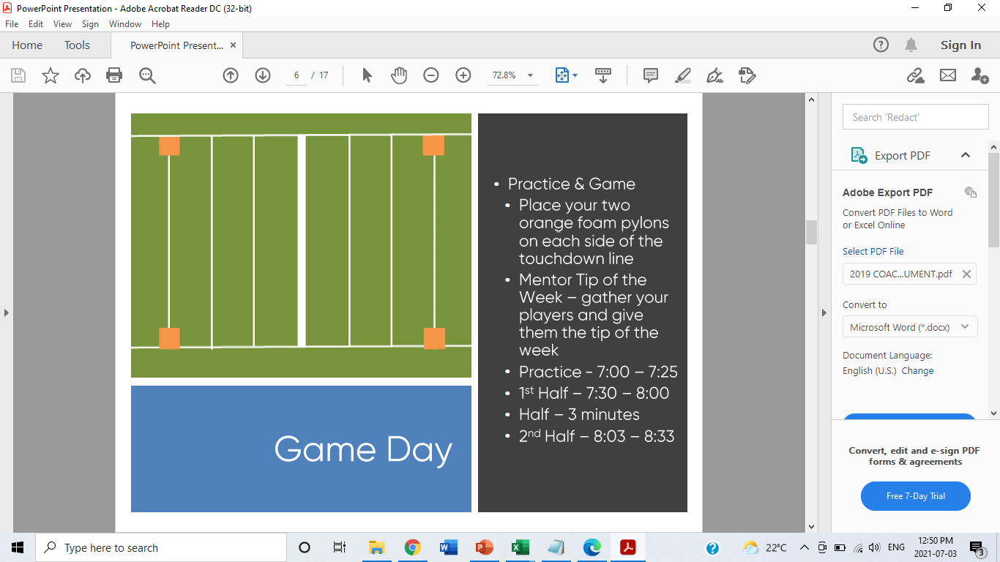 PowerPoint Presentation - Adobe Acrobat Reader DC (32-bit)
File Edit View Sign Window Help
Home Tools PowerPoint Present... × Sign In
6 / 17 72.8%
• Practice & Game
• Place your two
orange foam pylons
on each side of the
touchdown line
• Mentor Tip of the
Week – gather your
players and give
them the tip of the
week
• Practice - 7:00 – 7:25
• 1st Half – 7:30 – 8:00
• Half – 3 minutes
• 2nd Half – 8:03 – 8:33
Game Day
Search 'Redact'
Export PDF
Adobe Export PDF
Convert PDF Files to Word
or Excel Online
Select PDF File
2019 COAC...UMENT.pdf
Convert to
Microsoft Word (*.docx)
Document Language:
English (U.S.) Change
Convert, edit and e-sign PDF
forms & agreements
Free 7-Day Trial
Type here to search
22°C ENG 12:50 PM
2021-07-03 3